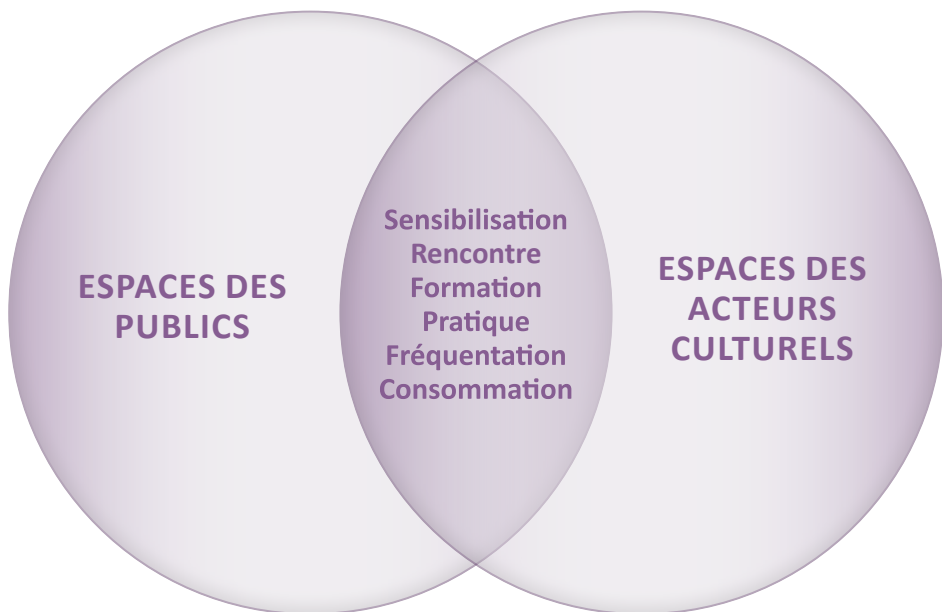 ESPACES DES
PUBLICS
Sensibilisation
Rencontre
Formation
Pratique
Fréquentation
Consommation
ESPACES DES
ACTEURS
CULTURELS